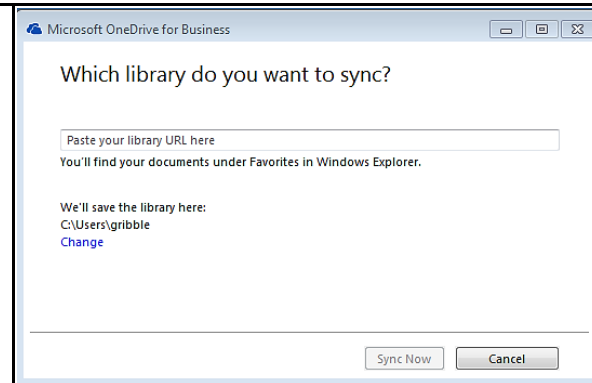 Microsoft OneDrive for Business
Which library do you want to sync?
Paste your library URL here
You'll find your documents under Favorites in Windows Explorer.
We'll save the library here:
C:\Users\gribble
Change
Sync Now
Cancel